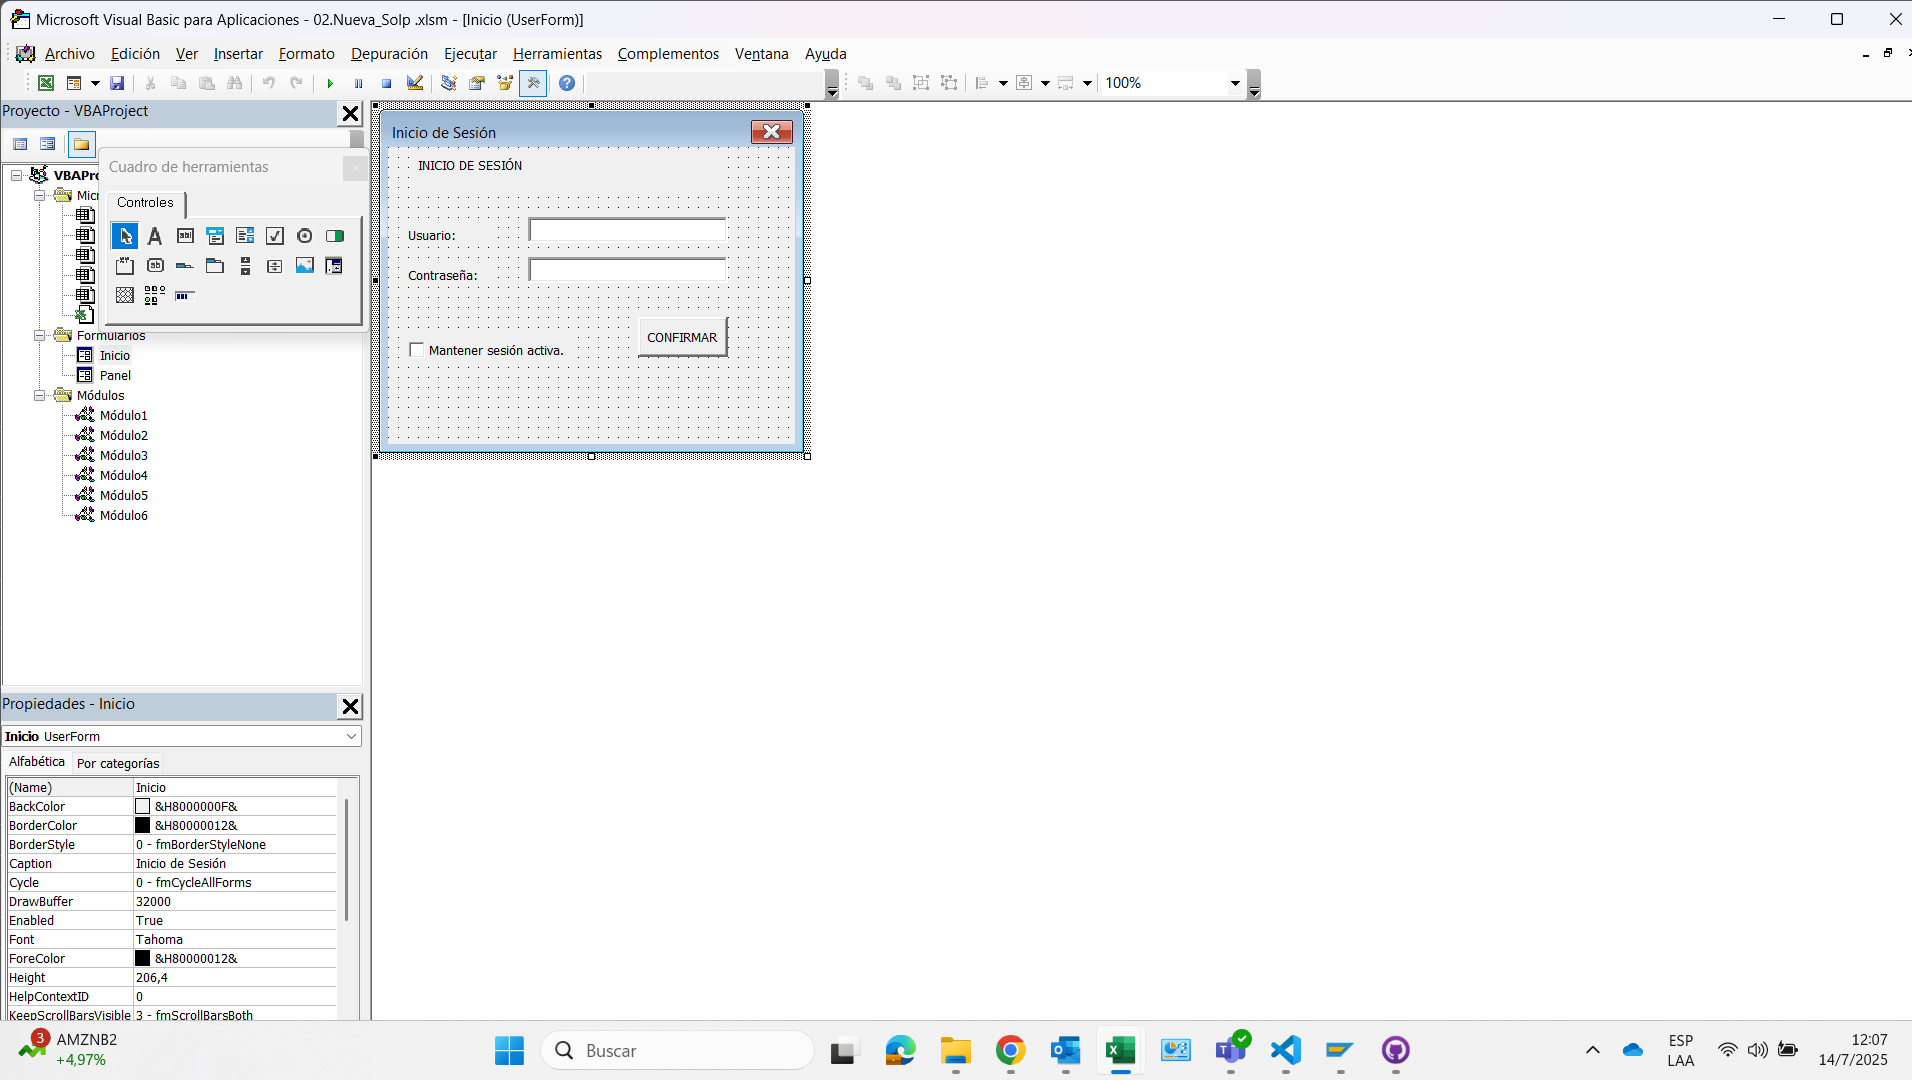 Microsoft Visual Basic para Aplicaciones - 02.Nueva_Solp .xlsm - [Inicio (UserForm)]
Archivo Edición Ver Insertar Formato Depuración Ejecutar Herramientas Complementos Ventana Ayuda
100%
Proyecto - VBAProject
Cuadro de herramientas
Controles
VBAPro
Micr
Formularios
Inicio
Panel
Módulos
Módulo1
Módulo2
Módulo3
Módulo4
Módulo5
Módulo6
Inicio de Sesión
INICIO DE SESIÓN
Usuario:
Contraseña:
CONFIRMAR
Mantener sesión activa.
Propiedades - Inicio
Inicio UserForm
Alfabética Por categorías
(Name) Inicio
BackColor &H8000000F&
BorderColor &H80000012&
BorderStyle 0 - fmBorderStyleNone
Caption Inicio de Sesión
Cycle 0 - fmCycleAllForms
DrawBuffer 32000
Enabled True
Font Tahoma
ForeColor &H80000012&
Height 206,4
HelpContextID 0
KeepScrollBarsVisible 3 - fmScrollBarsBoth
3
AMZNB2
+4,97%
Buscar
ESP
LAA
12:07
14/7/2025